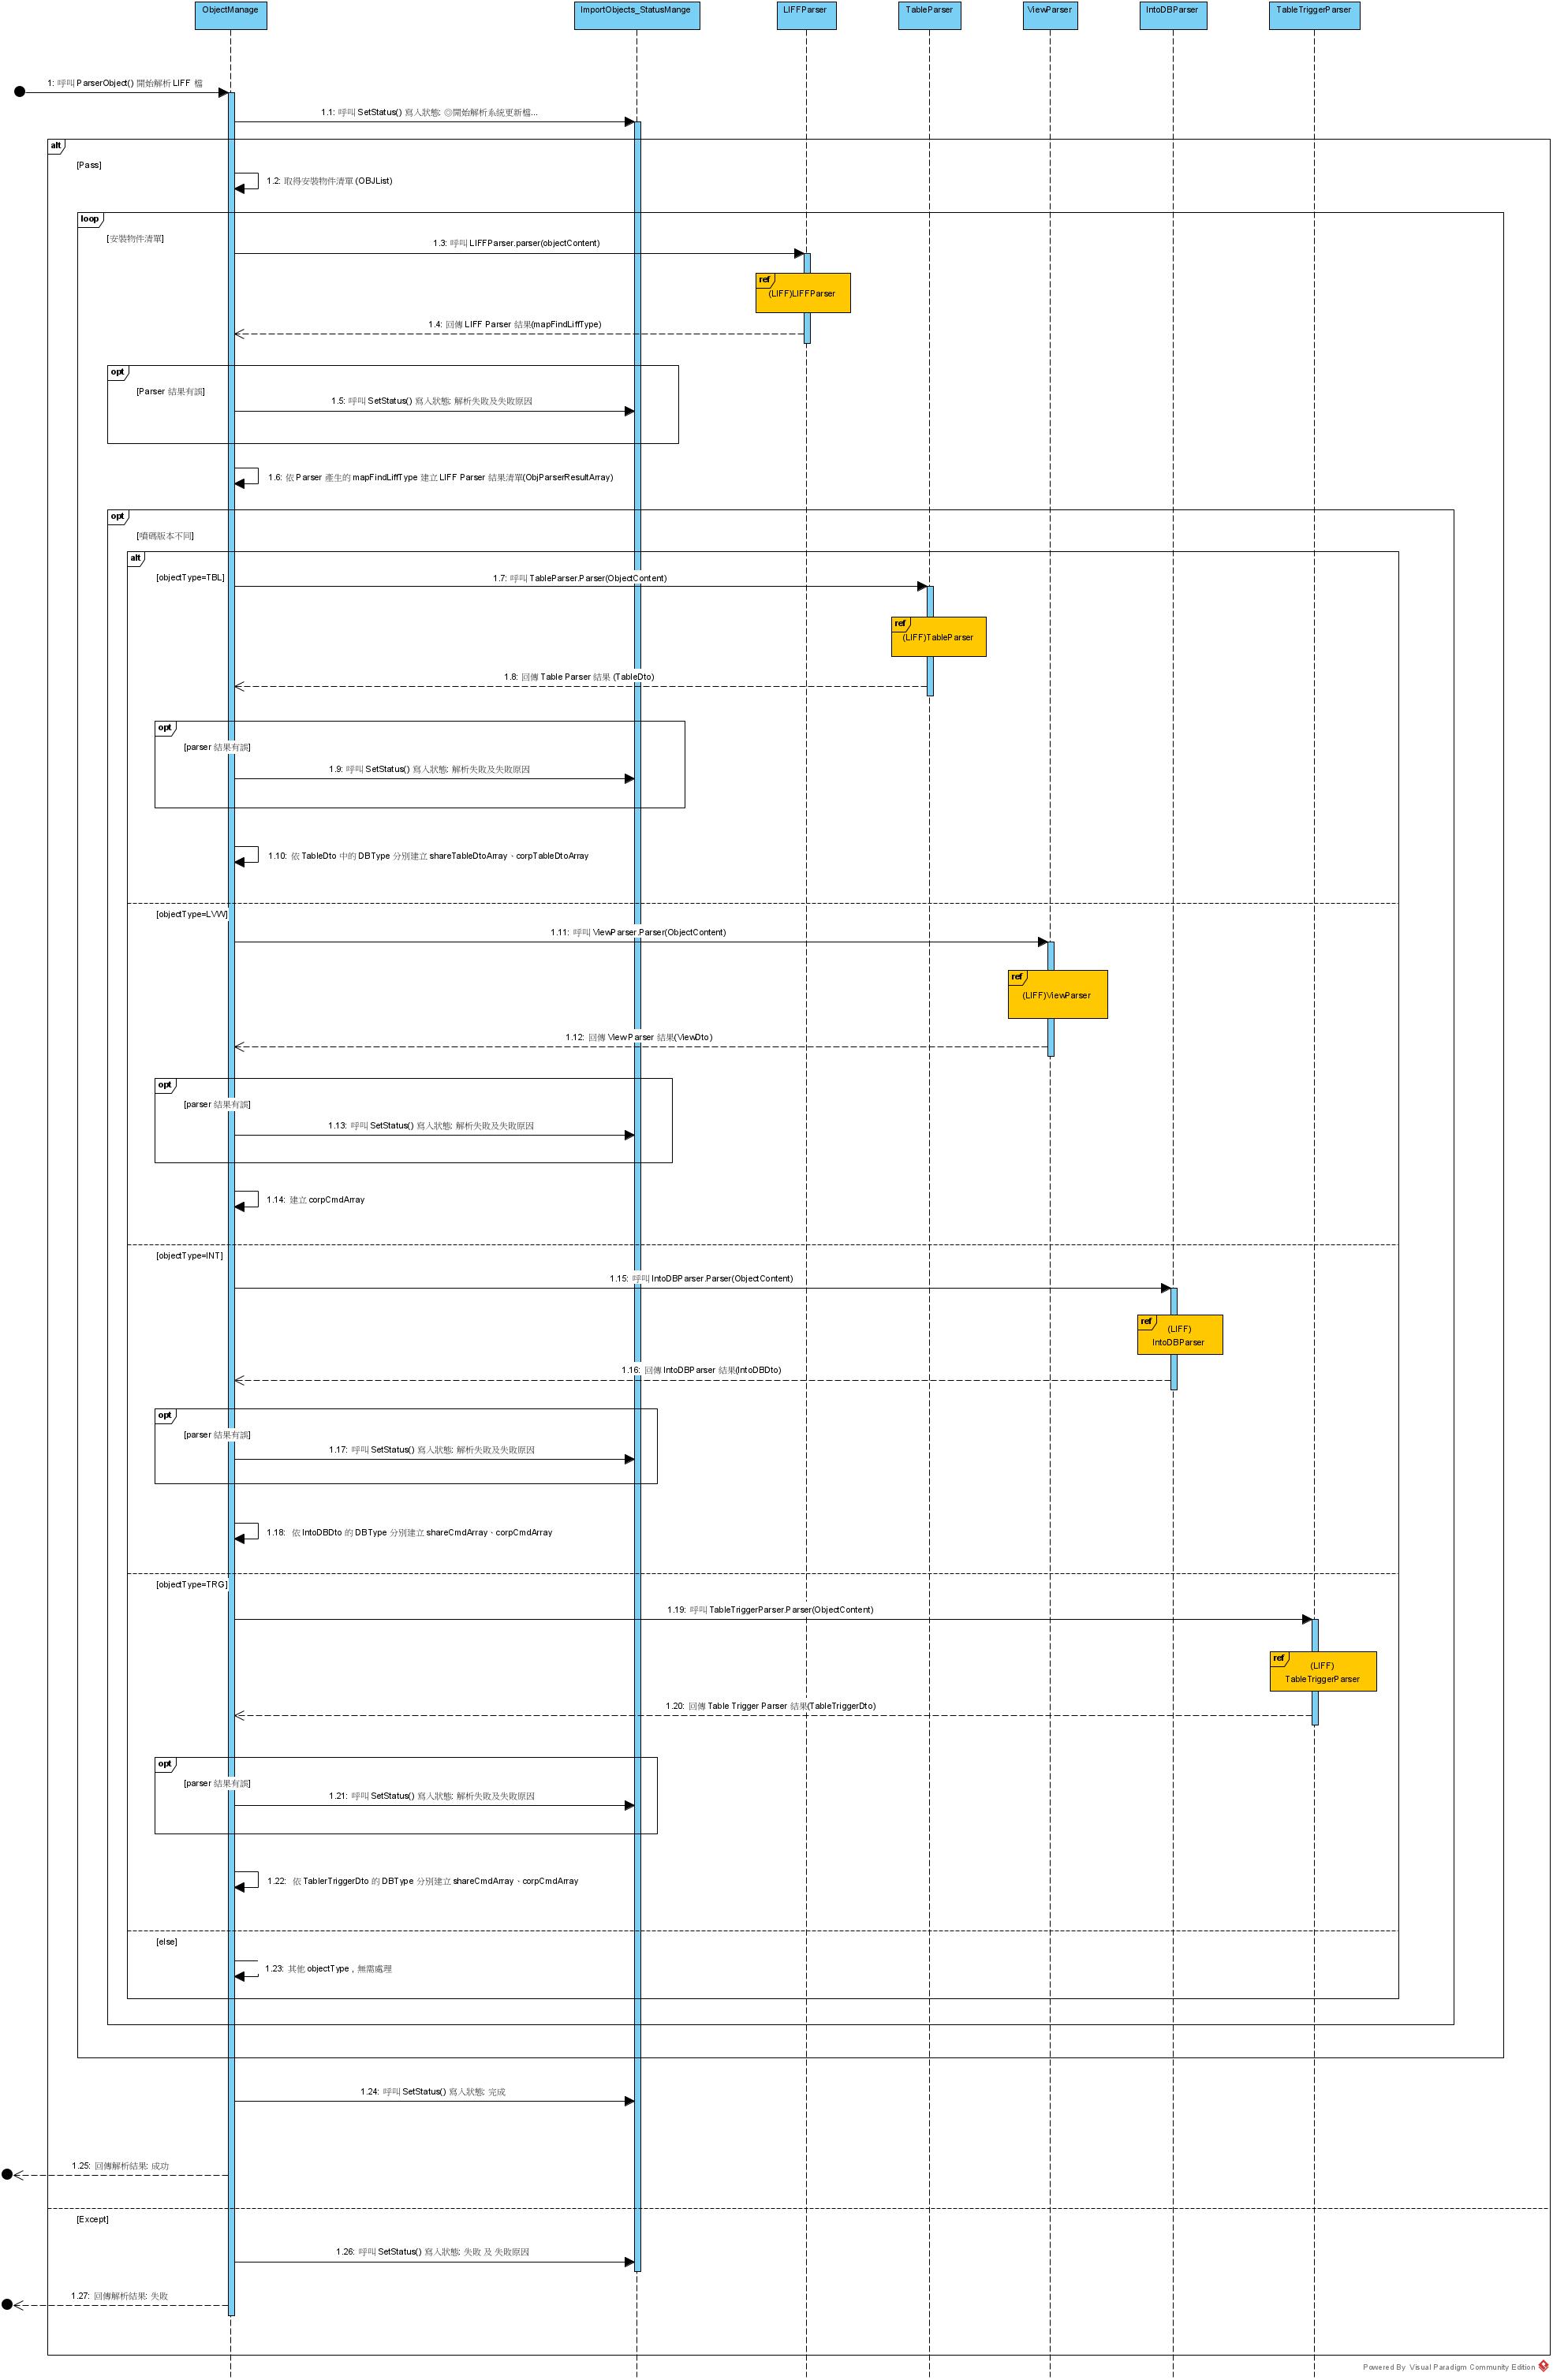 ObjectManage
ImportObjects_StatusMange
LIFFParser
TableParser
ViewParser
IntoDBParser
TableTriggerParser
1: 呼叫 ParserObject() 開始解析 LIFF 檔
1.1: 呼叫 SetStatus() 寫入狀態: ◎開始解析系統更新檔...
alt
[Pass]
1.2: 取得安裝物件清單 (OBJList)
loop
[安裝物件清單]
1.3: 呼叫 LIFFParser.parser(objectContent)
ref
(LIFF)LIFFParser
1.4: 回傳 LIFF Parser 結果(mapFindLiffType)
opt
[Parser 結果有誤]
1.5: 呼叫 SetStatus() 寫入狀態: 解析失敗及失敗原因
1.6: 依 Parser 產生的 mapFindLiffType 建立 LIFF Parser 結果清單(ObjParserResultArray)
opt
[噴碼版本不同]
alt
[objectType=TBL]
1.7: 呼叫 TableParser.Parser(ObjectContent)
ref
(LIFF)TableParser
1.8: 回傳 Table Parser 結果 (TableDto)
opt
[parser 結果有誤]
1.9: 呼叫 SetStatus() 寫入狀態: 解析失敗及失敗原因
1.10: 依 TableDto 中的 DBType 分別建立 shareTableDtoArray、corpTableDtoArray
[objectType=LVW]
1.11: 呼叫 ViewParser.Parser(ObjectContent)
ref
(LIFF)ViewParser
1.12: 回傳 View Parser 結果(ViewDto)
opt
[parser 結果有誤]
1.13: 呼叫 SetStatus() 寫入狀態: 解析失敗及失敗原因
1.14: 建立 corpCmdArray
[objectType=INT]
1.15: 呼叫 IntoDBParser.Parser(ObjectContent)
ref
(LIFF)
IntoDBParser
1.16: 回傳 IntoDBParser 結果(IntoDBDto)
opt
[parser 結果有誤]
1.17: 呼叫 SetStatus() 寫入狀態: 解析失敗及失敗原因
1.18: 依 IntoDBDto 的 DBType 分別建立 shareCmdArray、corpCmdArray
[objectType=TRG]
1.19: 呼叫 TableTriggerParser.Parser(ObjectContent)
ref
(LIFF)
TableTriggerParser
1.20: 回傳 Table Trigger Parser 結果(TableTriggerDto)
opt
[parser 結果有誤]
1.21: 呼叫 SetStatus() 寫入狀態: 解析失敗及失敗原因
1.22: 依 TablerTriggerDto 的 DBType 分別建立 shareCmdArray、corpCmdArray
[else]
1.23: 其他 objectType，無需處理
1.24: 呼叫 SetStatus() 寫入狀態: 完成
1.25: 回傳解析結果: 成功
[Except]
1.26: 呼叫 SetStatus() 寫入狀態: 失敗 及 失敗原因
1.27: 回傳解析結果: 失敗
Powered By Visual Paradigm Community Edition